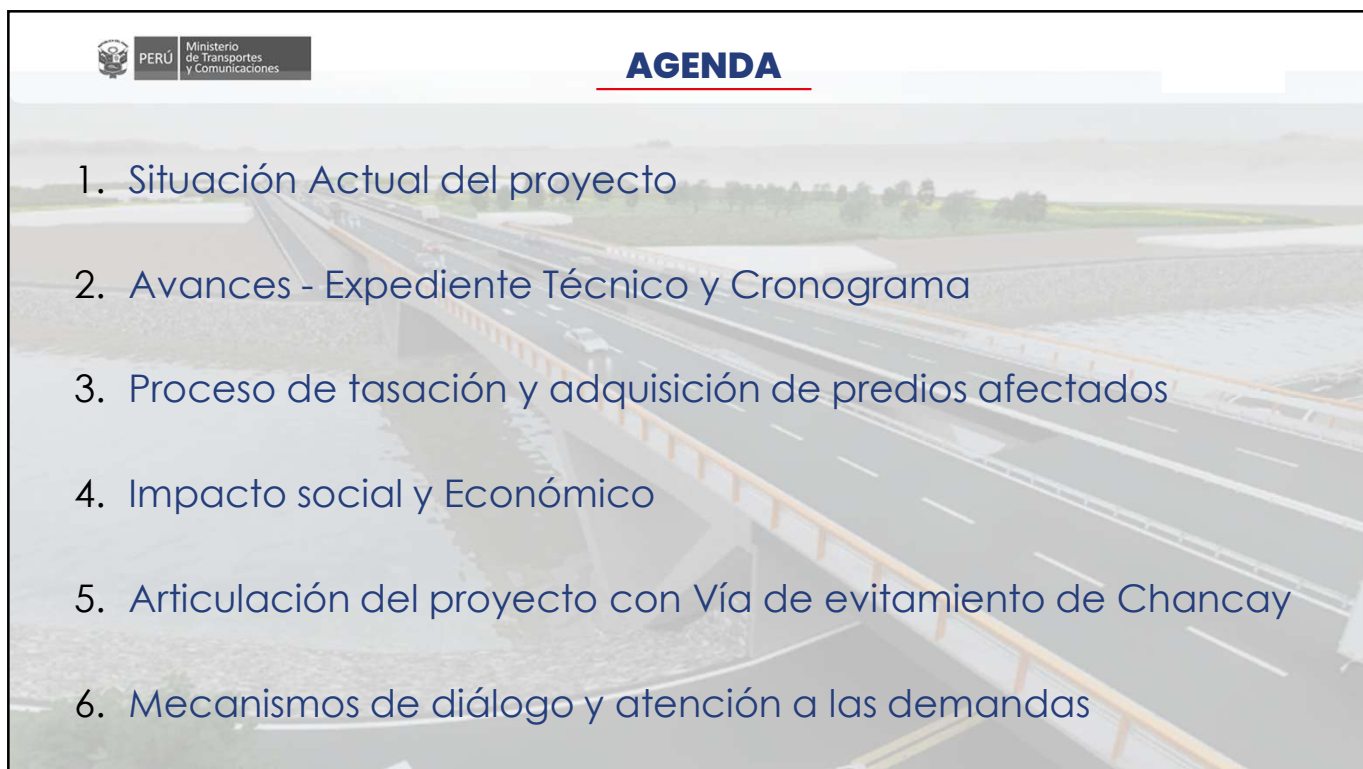 PERÚ
Ministerio
de Transportes
y Comunicaciones
AGENDA
1. Situación Actual del proyecto
2. Avances - Expediente Técnico y Cronograma
3. Proceso de tasación y adquisición de predios afectados
4. Impacto social y Económico
5. Articulación del proyecto con Vía de evitamiento de Chancay
6. Mecanismos de diálogo y atención a las demandas